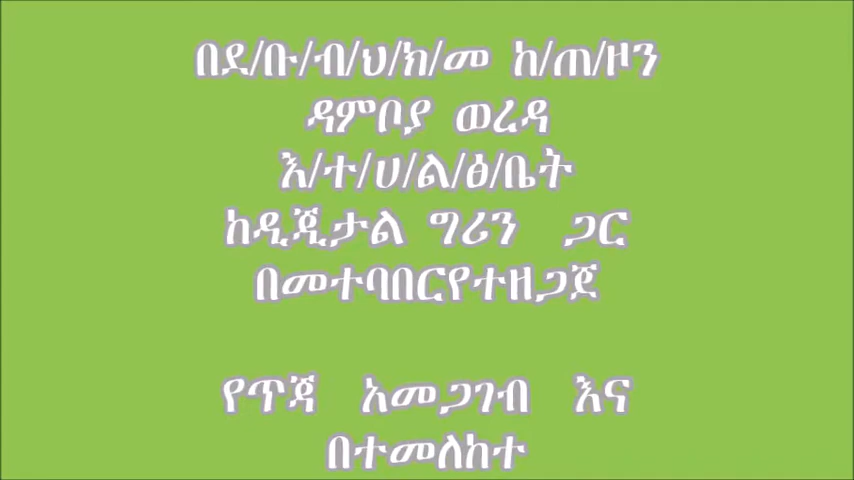 በደ/ቡ/ብ/ህ/ክ/መ ከ/ጠ/ዞን
ዳምቦያ ወረዳ
እ/ተ/ሀ/ል/ፅ/ቤት
ከዲጂታል ግሪን ጋር
በመተባበርየተዘጋጀ
የጥጃ አመጋገብ እና
በተመለከተ